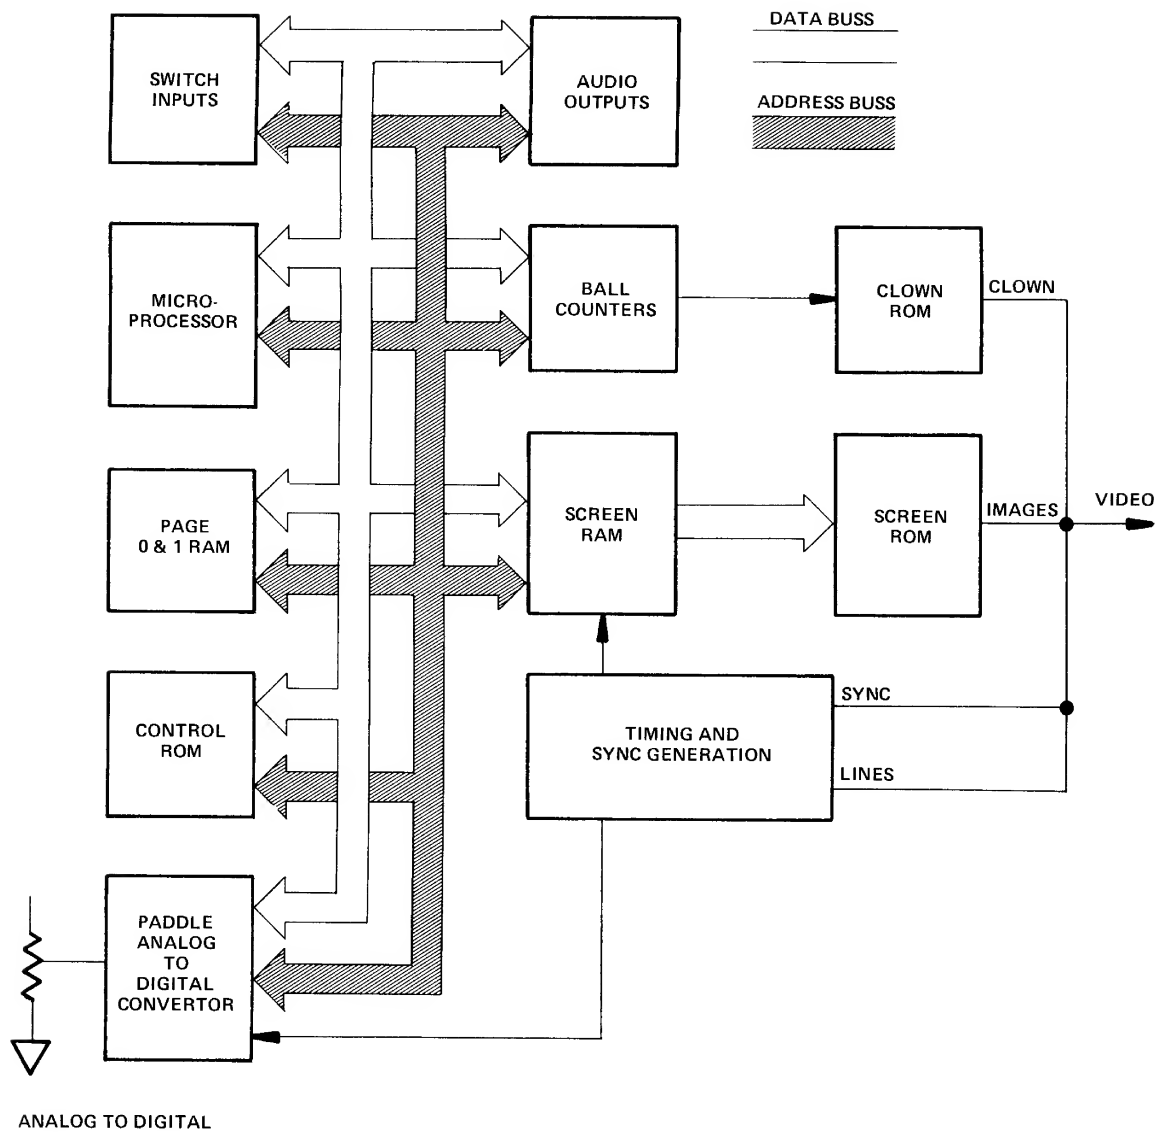 DATA BUSS
SWITCH
INPUTS
AUDIO
OUTPUTS
ADDRESS BUSS
MICRO-
PROCESSOR
BALL
COUNTERS
CLOWN
ROM
CLOWN
PAGE
0 & 1 RAM
SCREEN
RAM
SCREEN
ROM
IMAGES
VIDEO
CONTROL
ROM
TIMING AND
SYNC GENERATION
SYNC
LINES
PADDLE
ANALOG
TO
DIGITAL
CONVERTOR
ANALOG TO DIGITAL